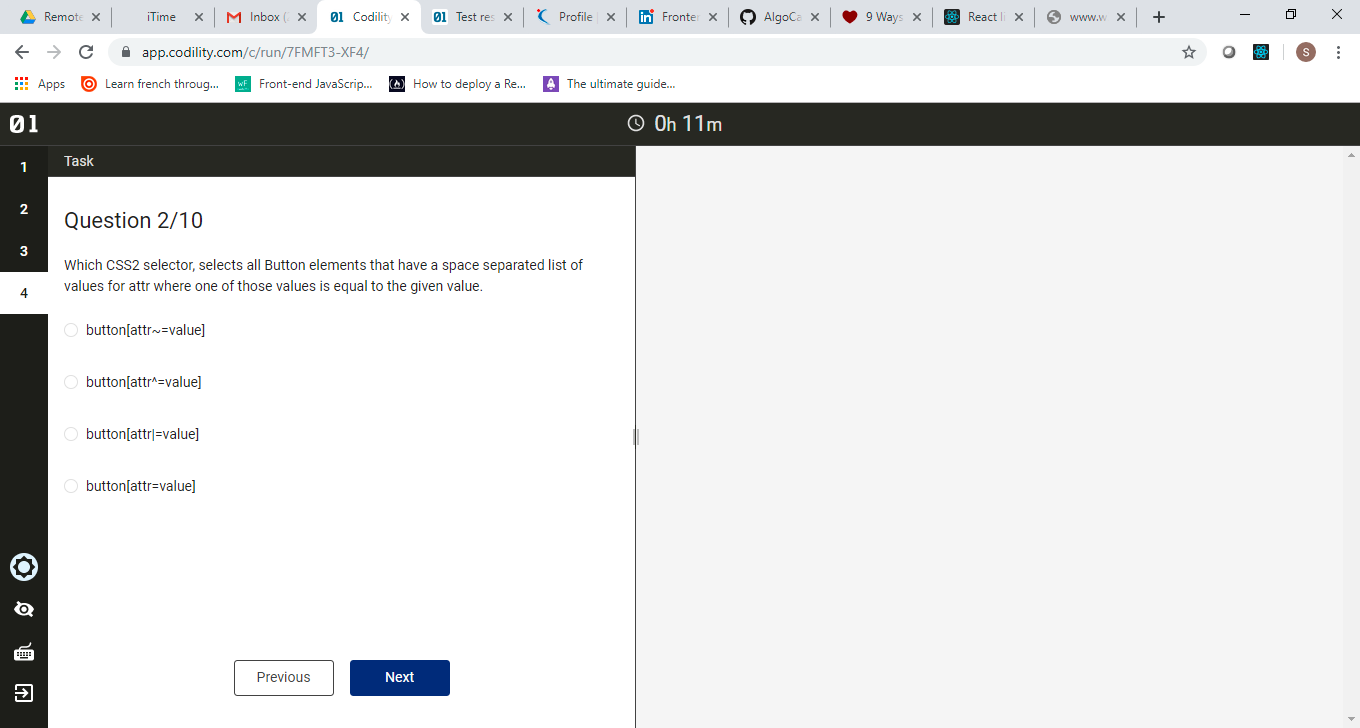 Remote
iTime
Inbox (
Codility
Test res
Profile
Fronter
AlgoCa
9 Ways
React li
www.w
app.codility.com/c/run/7FMFT3-XF4/
S
Apps
Learn french throug...
Front-end JavaScrip...
How to deploy a Re...
The ultimate guide...
01
0h 11m
1
Task
2
Question 2/10
3
Which CSS2 selector, selects all Button elements that have a space separated list of
values for attr where one of those values is equal to the given value.
4
button[attr~=value]
button[attr^=value]
button[attr|=value]
button[attr=value]
Previous
Next